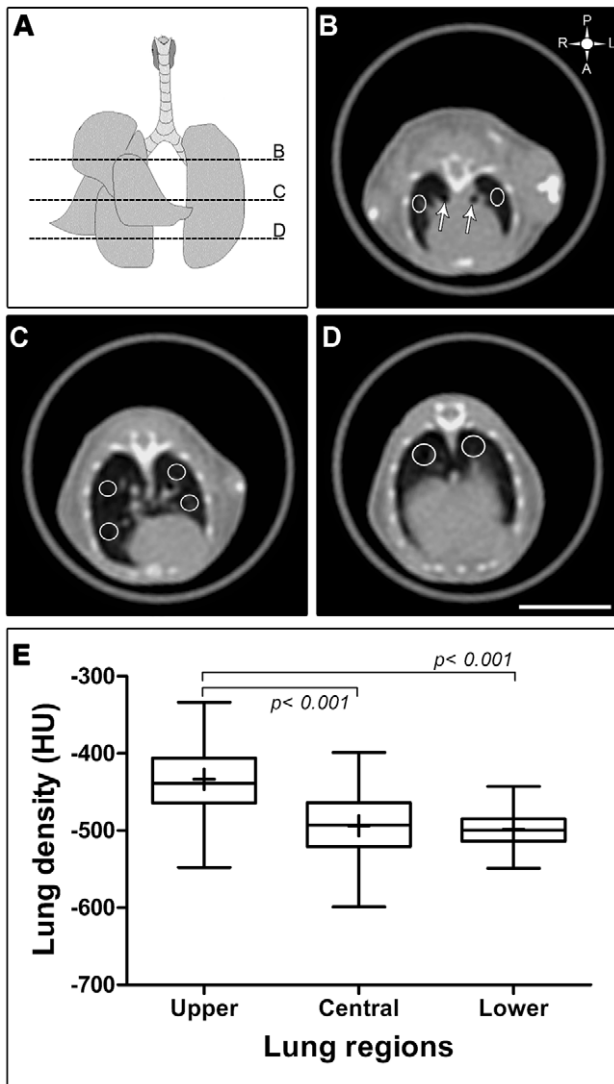 A
B
C
D
B
P
R L
A
C
D
E
Lung density (HU)
-300
-400
-500
-600
-700
p< 0.001
p< 0.001
Upper Central Lower
Lung regions